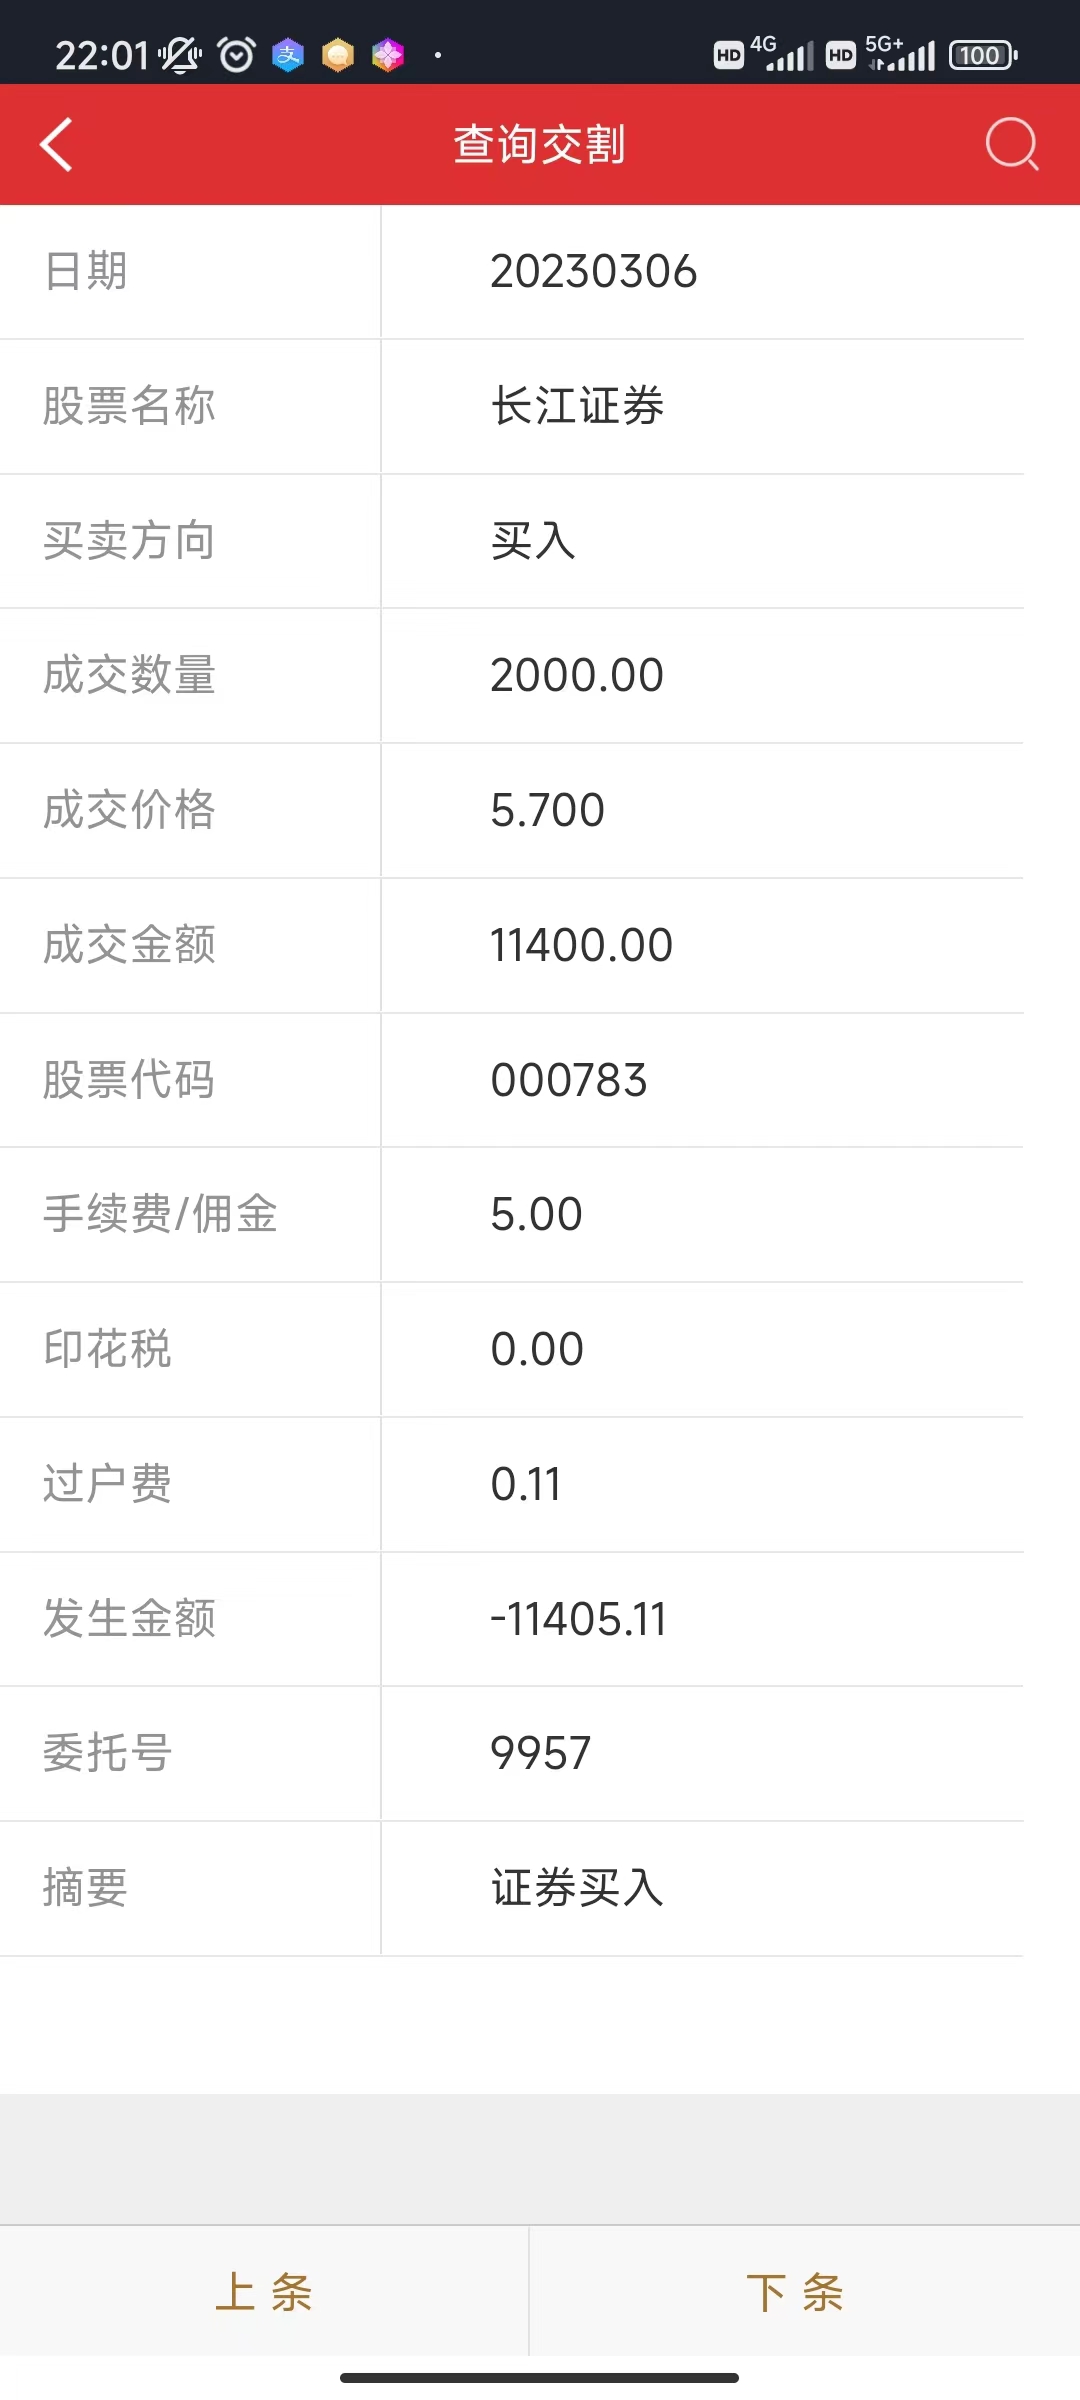 22:01 支 HD 4G HD 5G+ 100
查询交割
日期 20230306
股票名称 长江证券
买卖方向 买入
成交数量 2000.00
成交价格 5.700
成交金额 11400.00
股票代码 000783
手续费/佣金 5.00
印花税 0.00
过户费 0.11
发生金额 -11405.11
委托号 9957
摘要 证券买入
上条 下条